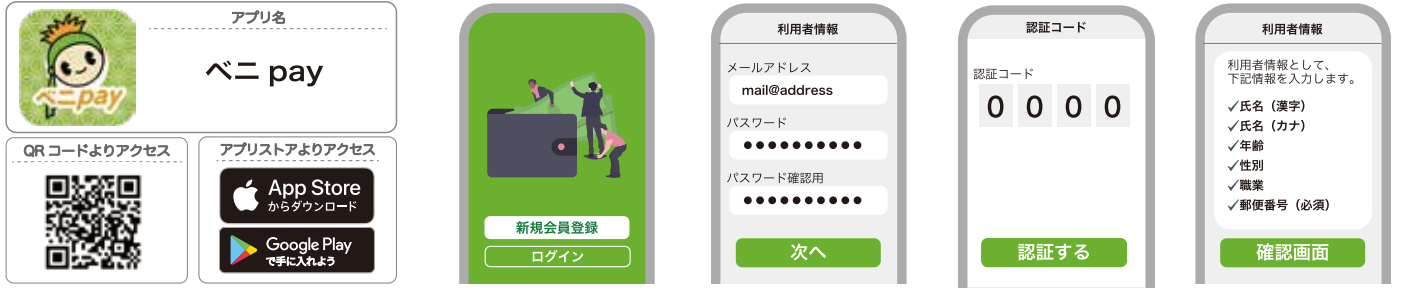 アプリ名
ベニpay
ベニ pay
QRコードよりアクセス
アプリストアよりアクセス
App Store
からダウンロード
Google Play
で手に入れよう
新規会員登録
ログイン
利用者情報
メールアドレス
mail@address
パスワード
●●●●●●●●●●
パスワード確認用
●●●●●●●●●●
次へ
認証コード
認証コード
0 0 0 0
認証する
利用者情報
利用者情報として、
下記情報を入力します。
✓氏名（漢字）
✓氏名（カナ）
✓年齢
✓性別
✓職業
✓郵便番号（必須）
確認画面